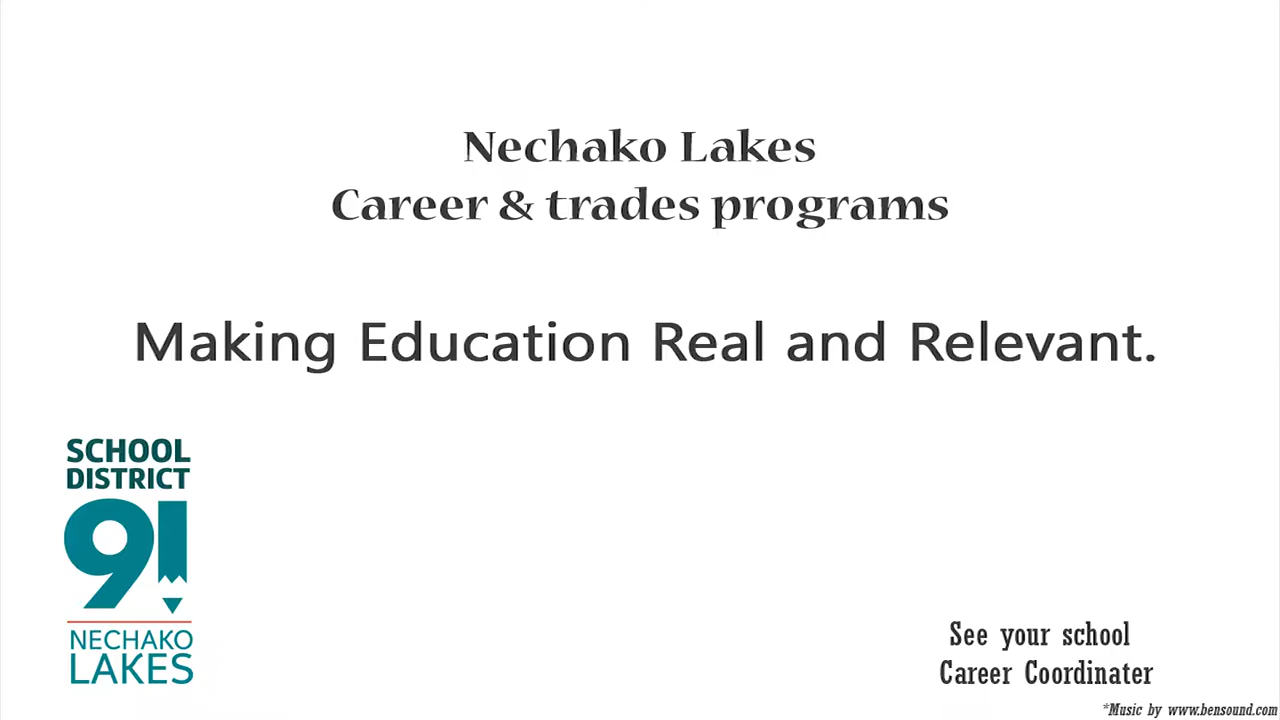 Nechako Lakes
Career & trades programs
Making Education Real and Relevant.
SCHOOL
DISTRICT
91
NECHAKO
LAKES
See your school
Career Coordinater
*Music by www.bensound.com